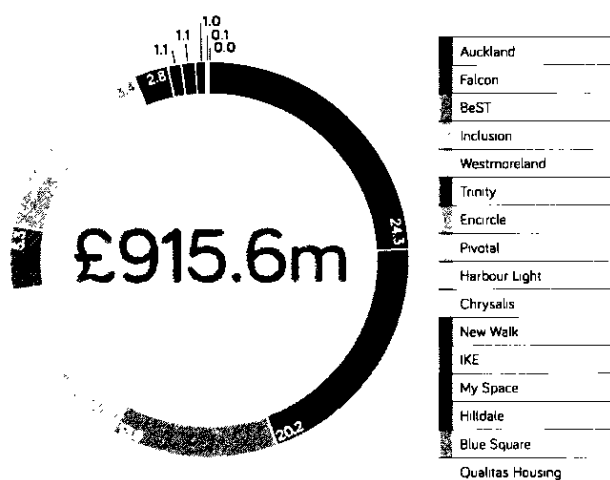 1.0
0.1
0.0
1.1
1.1
2.8
3.4
24.3
20.2
£915.6m
Auckland
Falcon
BeST
Inclusion
Westmoreland
Trinity
Encircle
Pivotal
Harbour Light
Chrysalis
New Walk
IKE
My Space
Hilldale
Blue Square
Qualitas Housing